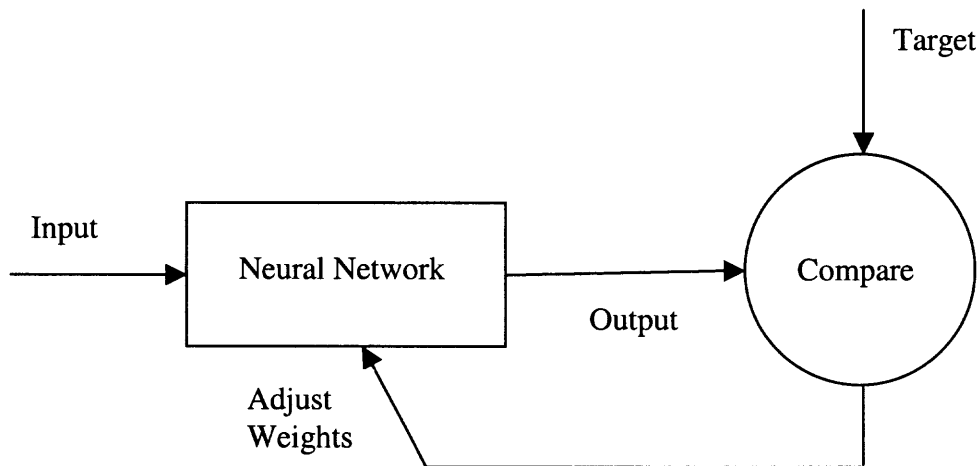 Target
Input
Neural Network
Compare
Output
Adjust
Weights